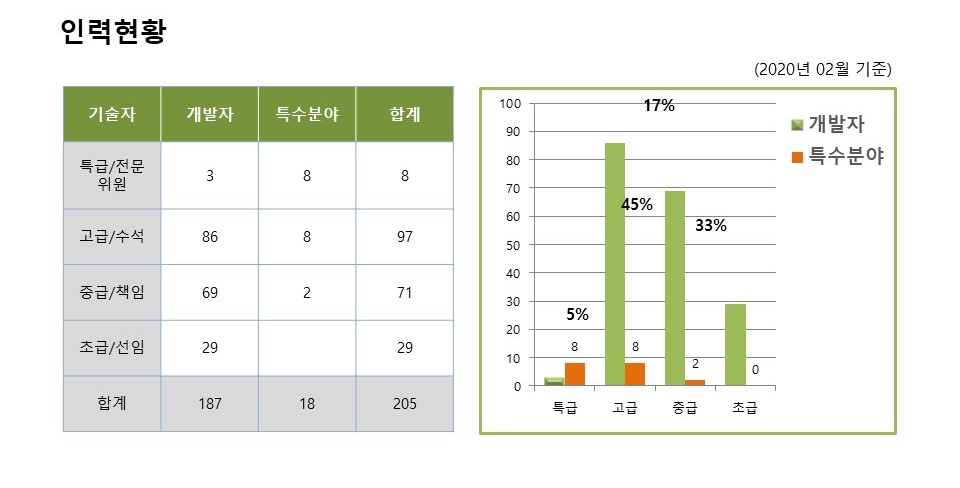 인력현황
(2020년 02월 기준)
기술자 개발자 특수분야 합계
특급/전문
위원 3 8 8
고급/수석 86 8 97
중급/책임 69 2 71
초급/선임 29 29
합계 187 18 205
100
90
80
70
60
50
40
30
20
10
0
17%
45%
33%
5%
8
8
2
0
특급 고급 중급 초급
개발자
특수분야